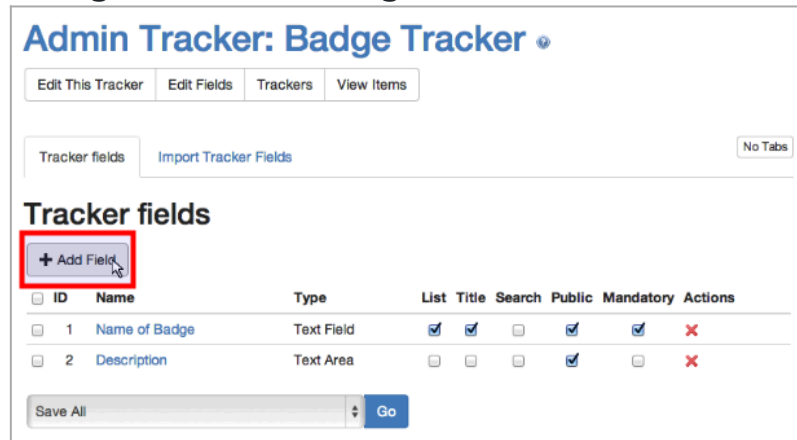 Admin Tracker: Badge Tracker
Edit This Tracker Edit Fields Trackers View Items
Tracker fields Import Tracker Fields No Tabs
Tracker fields
+ Add Field
ID Name Type List Title Search Public Mandatory Actions
1 Name of Badge Text Field
2 Description Text Area
Save All Go